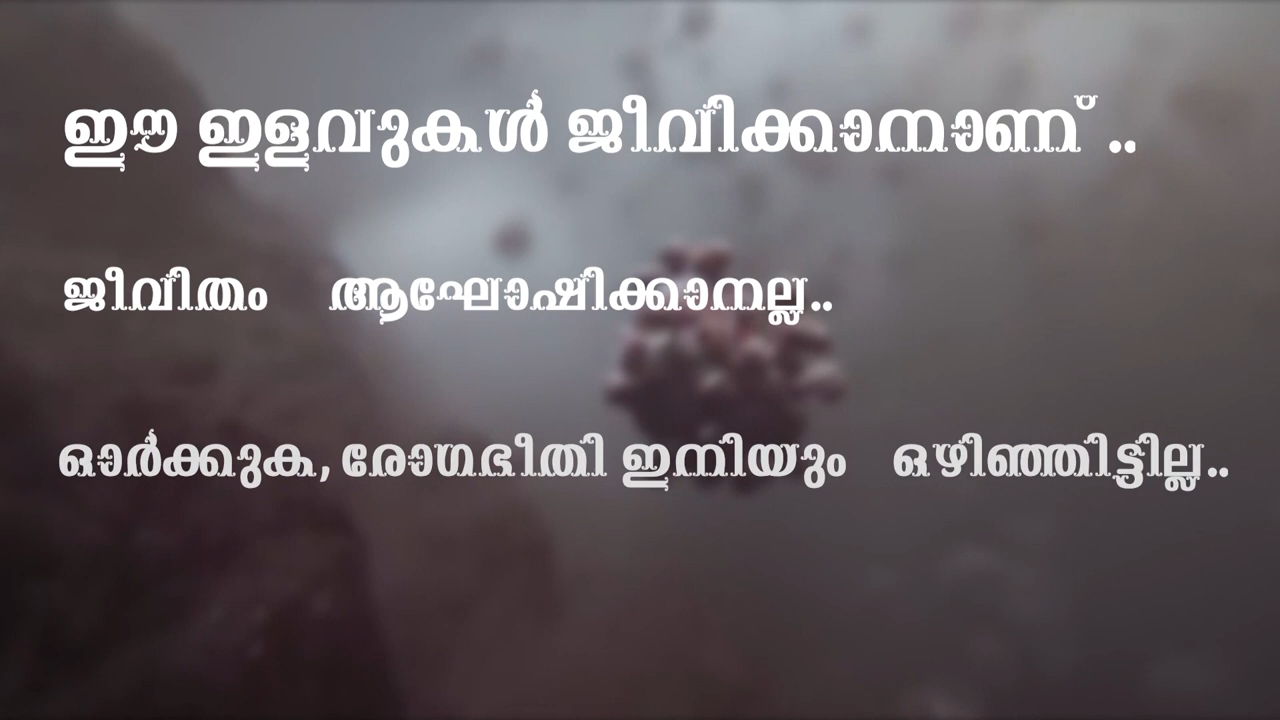 ഈ ഇളവുകൾ ജീവിക്കാനാണ് ..
ജീവിതം ആഘോഷിക്കാനല്ല..
ഓർക്കുക, രോഗഭീതി ഇനിയും ഒഴിഞ്ഞിട്ടില്ല..